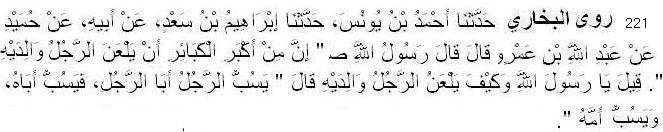 221 روى البخاري حَدَّثَنَا أَحْمَدُ بْنُ يُونُسَ، حَدَّثَنَا إِبْرَاهِيمُ بْنُ سَعْدٍ، عَنْ أَبِيهِ، عَنْ حُمَيْدِ
عَنْ عَبْدِ اللَّهِ بْنِ عَمْرٍو قَالَ قَالَ رَسُولُ اللَّهِ ص " إِنَّ مِنْ أَكْبَرِ الْكَبَائِرِ أَنْ يَلْعَنَ الرَّجُلُ وَالِدَيْهِ
". قِيلَ يَا رَسُولَ اللَّهِ وَكَيْفَ يَلْعَنُ الرَّجُلُ وَالِدَيْهِ قَالَ " يَسُبُّ الرَّجُلُ أَبَا الرَّجُلِ، فَيَسُبُّ أَبَاهُ،
وَيَسُبُّ أُمَّهُ ".